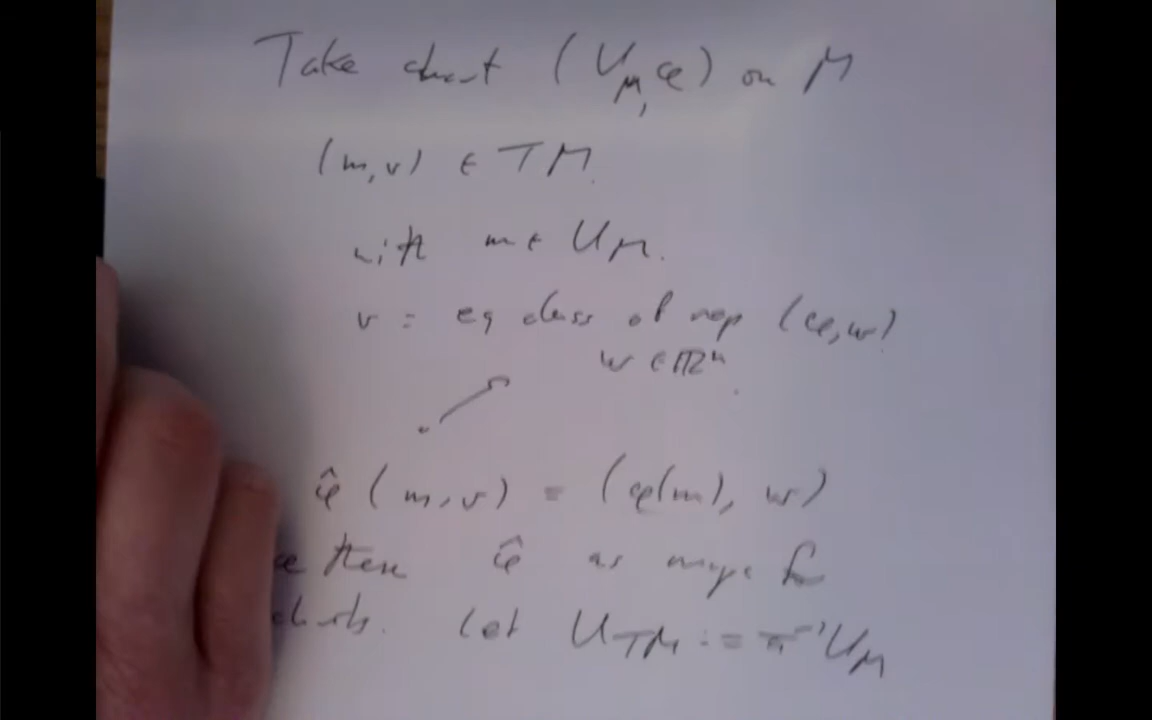 Take chart (U_M, φ) on M
(m,v) ∈ TM.
with m ∈ U_M.
v = eq class of rep (φ,w)
w ∈ ℝⁿ.
φ̂ (m,v) = (φ(m), w)
then φ̂ as maps for
charts. Let U_TM := π⁻¹U_M